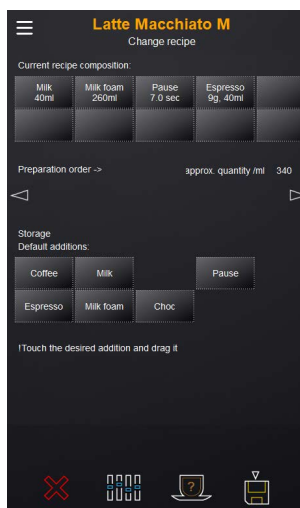 Latte Macchiato M
Change recipe
Current recipe composition:
Milk Milk foam Pause Espresso
40ml 260ml 7.0 sec 9g, 40ml
Preparation order -> approx. quantity /ml 340
Storage
Default additions:
Coffee Milk Pause
Espresso Milk foam Choc
!Touch the desired addition and drag it
?